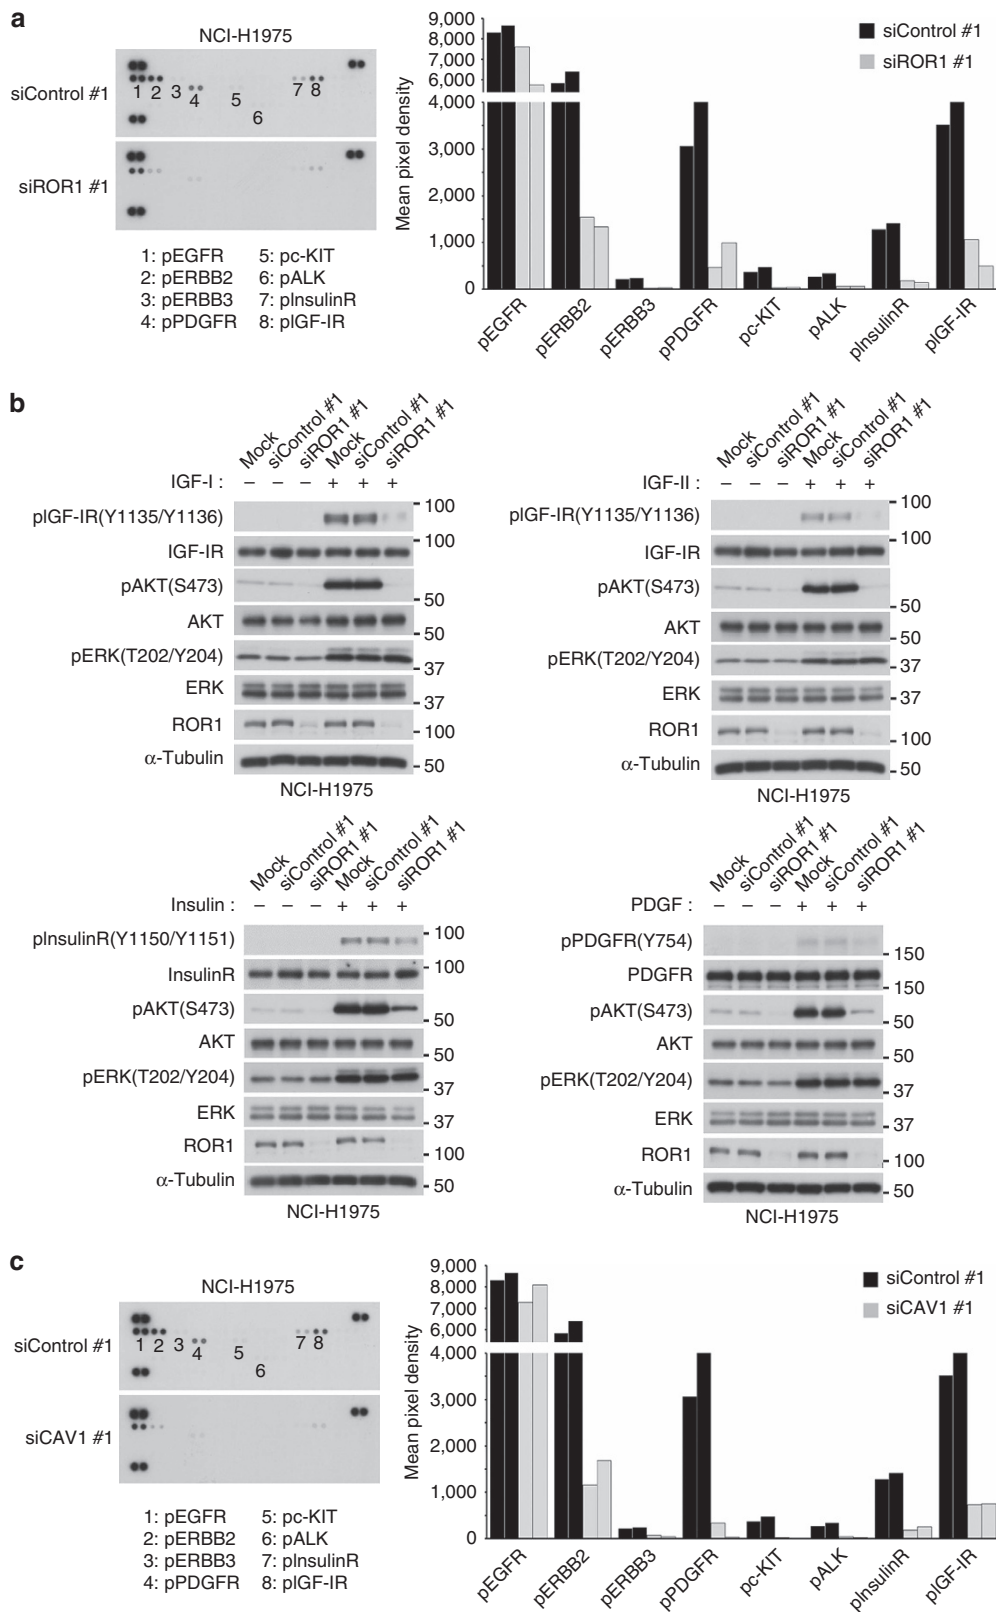 a
NCI-H1975
siControl #1
1 2 3 4 5 6 7 8
siROR1 #1
1: pEGFR 5: pc-KIT
2: pERBB2 6: pALK
3: pERBB3 7: pInsulinR
4: pPDGFR 8: pIGF-IR
Mean pixel density
9,000
8,000
7,000
6,000
4,000
3,000
2,000
1,000
0
siControl #1
siROR1 #1
pEGFR pERBB2 pERBB3 pPDGFR pc-KIT pALK pInsulinR pIGF-IR
b
Mock siControl #1 siROR1 #1 Mock siControl #1 siROR1 #1
IGF-I : − − − + + +
pIGF-IR(Y1135/Y1136) 100
IGF-IR 100
pAKT(S473) 50
AKT 50
pERK(T202/Y204) 37
ERK 37
ROR1 100
α-Tubulin 50
NCI-H1975
Mock siControl #1 siROR1 #1 Mock siControl #1 siROR1 #1
IGF-II : − − − + + +
pIGF-IR(Y1135/Y1136) 100
IGF-IR 100
pAKT(S473) 50
AKT 50
pERK(T202/Y204) 37
ERK 37
ROR1 100
α-Tubulin 50
NCI-H1975
Mock siControl #1 siROR1 #1 Mock siControl #1 siROR1 #1
Insulin : − − − + + +
pInsulinR(Y1150/Y1151) 100
InsulinR 100
pAKT(S473) 50
AKT 50
pERK(T202/Y204) 37
ERK 37
ROR1 100
α-Tubulin 50
NCI-H1975
Mock siControl #1 siROR1 #1 Mock siControl #1 siROR1 #1
PDGF : − − − + + +
pPDGFR(Y754) 150
PDGFR 150
pAKT(S473) 50
AKT 50
pERK(T202/Y204) 37
ERK 37
ROR1 100
α-Tubulin 50
NCI-H1975
c
NCI-H1975
siControl #1
1 2 3 4 5 6 7 8
siCAV1 #1
1: pEGFR 5: pc-KIT
2: pERBB2 6: pALK
3: pERBB3 7: pInsulinR
4: pPDGFR 8: pIGF-IR
Mean pixel density
9,000
8,000
7,000
6,000
4,000
3,000
2,000
1,000
0
siControl #1
siCAV1 #1
pEGFR pERBB2 pERBB3 pPDGFR pc-KIT pALK pInsulinR pIGF-IR